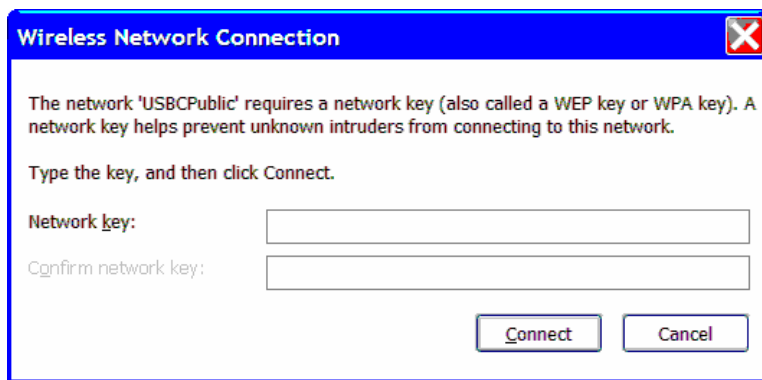 Wireless Network Connection
The network 'USBCPublic' requires a network key (also called a WEP key or WPA key). A
network key helps prevent unknown intruders from connecting to this network.
Type the key, and then click Connect.
Network key:
Confirm network key:
Connect Cancel